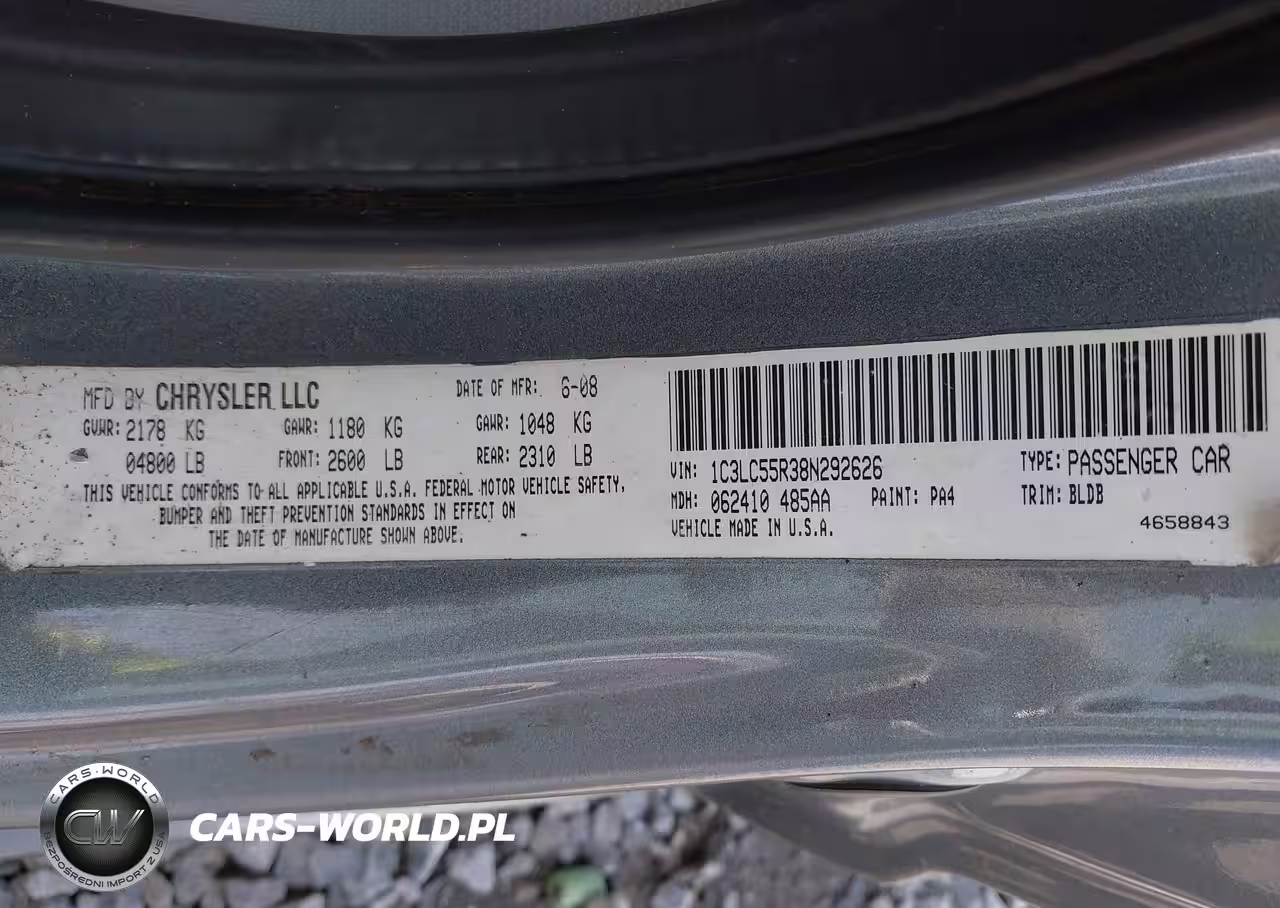 MFD BY CHRYSLER LLC
DATE OF MFR: 6-08
GVWR: 2178 KG GAWR: 1180 KG GAWR: 1048 KG
04800 LB FRONT: 2600 LB REAR: 2310 LB
THIS VEHICLE CONFORMS TO ALL APPLICABLE U.S.A. FEDERAL MOTOR VEHICLE SAFETY,
BUMPER AND THEFT PREVENTION STANDARDS IN EFFECT ON
THE DATE OF MANUFACTURE SHOWN ABOVE.
VIN: 1C3LC55R38N292626 TYPE: PASSENGER CAR
MDH: 062410 485AA PAINT: PA4 TRIM: BLDB
VEHICLE MADE IN U.S.A.
4658843
CARS-WORLD
CW
BEZPOŚREDNI IMPORT Z USA
CARS-WORLD.PL